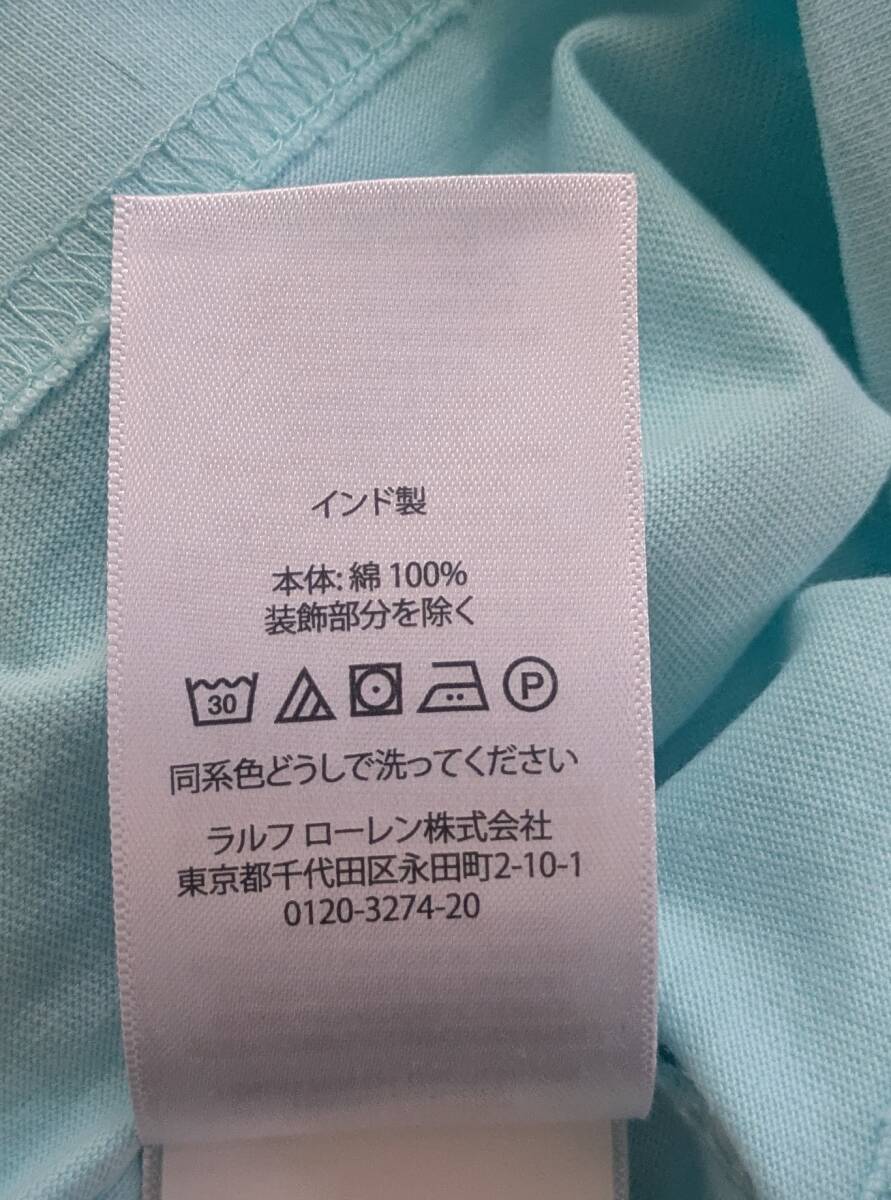 インド製
本体: 綿 100%
装飾部分を除く
30 P
同系色どうしで洗ってください
ラルフ ローレン株式会社
東京都千代田区永田町2-10-1
0120-3274-20